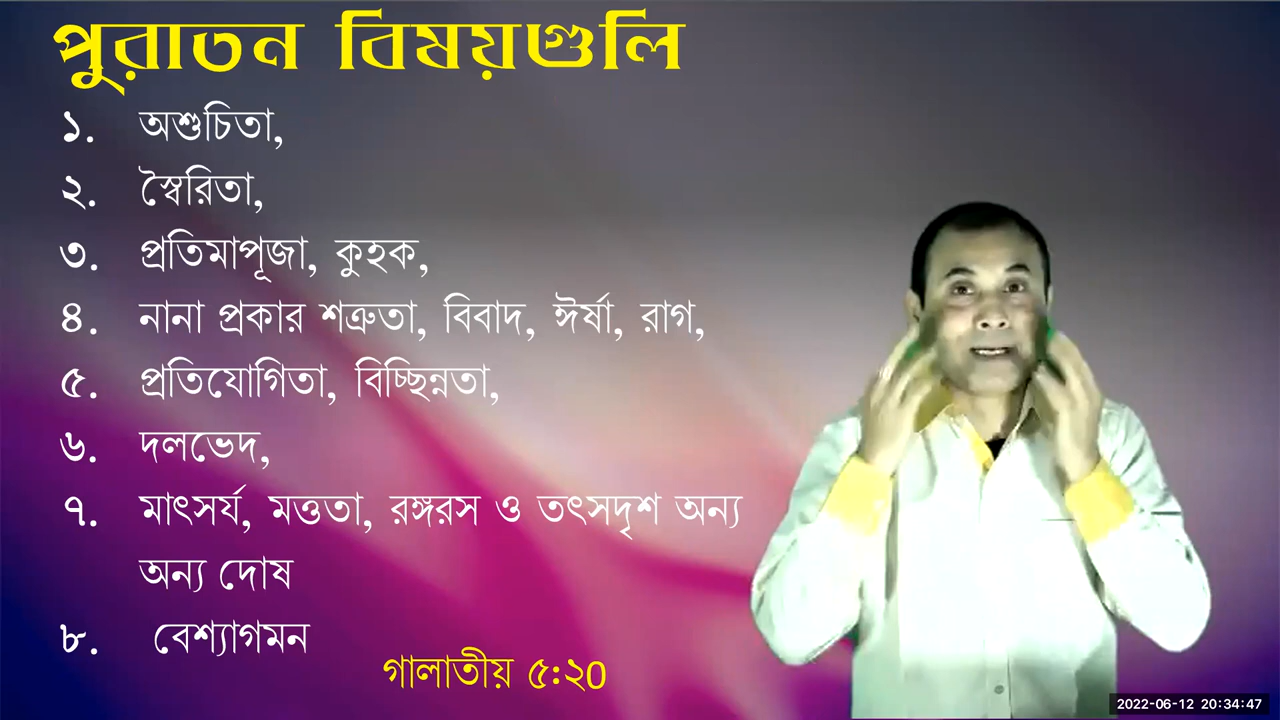 পুরাতন বিষয়গুলি
১. অশুচিতা,
২. স্বৈরিতা,
৩. প্রতিমাপূজা, কুহক,
৪. নানা প্রকার শত্রুতা, বিবাদ, ঈর্ষা, রাগ,
৫. প্রতিযোগিতা, বিচ্ছিন্নতা,
৬. দলভেদ,
৭. মাৎসর্য, মত্ততা, রঙ্গরস ও তৎসদৃশ অন্য
অন্য দোষ
৮. বেশ্যাগমন
গালাতীয় ৫:২0
2022-06-12 20:34:47